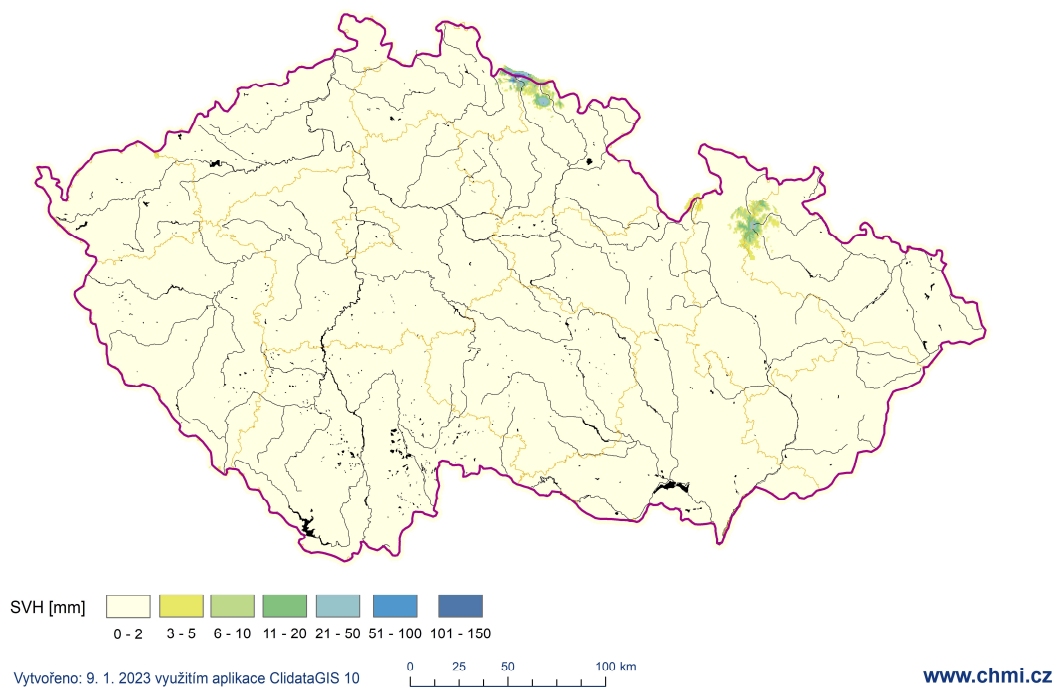 SVH [mm]
0 - 2 3 - 5 6 - 10 11 - 20 21 - 50 51 - 100 101 - 150
0 25 50 100 km
Vytvořeno: 9. 1. 2023 využitím aplikace ClidataGIS 10
www.chmi.cz